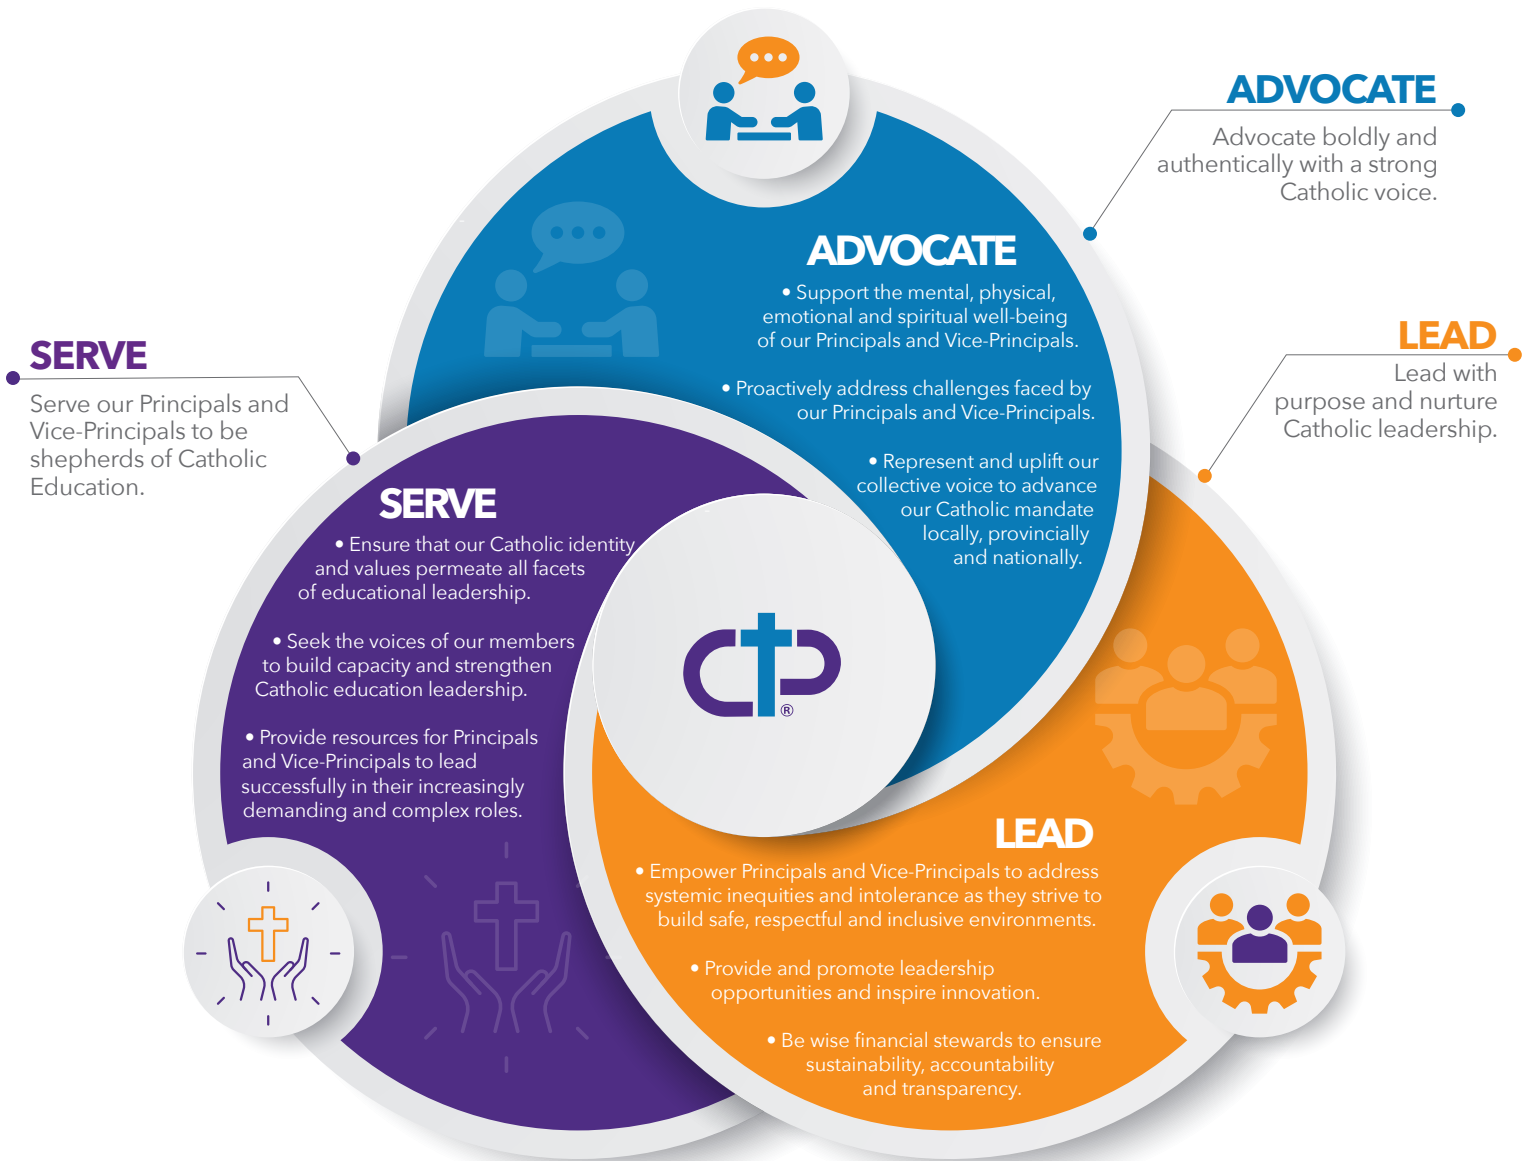 ADVOCATE
Advocate boldly and
authentically with a strong
Catholic voice.
ADVOCATE
• Support the mental, physical,
emotional and spiritual well-being
of our Principals and Vice-Principals.
• Proactively address challenges faced by
our Principals and Vice-Principals.
• Represent and uplift our
collective voice to advance
our Catholic mandate
locally, provincially
and nationally.
LEAD
Lead with
purpose and nurture
Catholic leadership.
SERVE
Serve our Principals and
Vice-Principals to be
shepherds of Catholic
Education.
SERVE
• Ensure that our Catholic identity
and values permeate all facets
of educational leadership.
• Seek the voices of our members
to build capacity and strengthen
Catholic education leadership.
• Provide resources for Principals
and Vice-Principals to lead
successfully in their increasingly
demanding and complex roles.
®
LEAD
• Empower Principals and Vice-Principals to address
systemic inequities and intolerance as they strive to
build safe, respectful and inclusive environments.
• Provide and promote leadership
opportunities and inspire innovation.
• Be wise financial stewards to ensure
sustainability, accountability
and transparency.